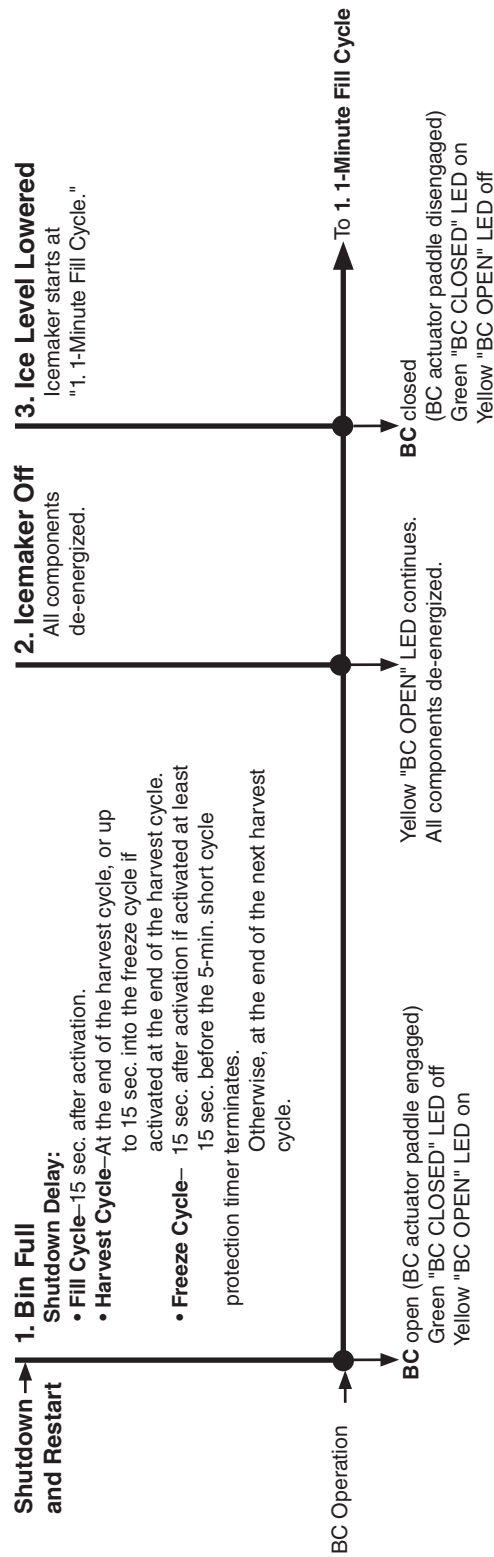 Shutdown
and Restart
1. Bin Full
Shutdown Delay:
• Fill Cycle–15 sec. after activation.
• Harvest Cycle–At the end of the harvest cycle, or up
to 15 sec. into the freeze cycle if
activated at the end of the harvest cycle.
• Freeze Cycle– 15 sec. after activation if activated at least
15 sec. before the 5-min. short cycle
protection timer terminates.
Otherwise, at the end of the next harvest
cycle.
2. Icemaker Off
All components
de-energized.
3. Ice Level Lowered
Icemaker starts at
"1. 1-Minute Fill Cycle."
BC Operation
To 1. 1-Minute Fill Cycle
BC open (BC actuator paddle engaged)
Green "BC CLOSED" LED off
Yellow "BC OPEN" LED on
Yellow "BC OPEN" LED continues.
All components de-energized.
BC closed
(BC actuator paddle disengaged)
Green "BC CLOSED" LED on
Yellow "BC OPEN" LED off